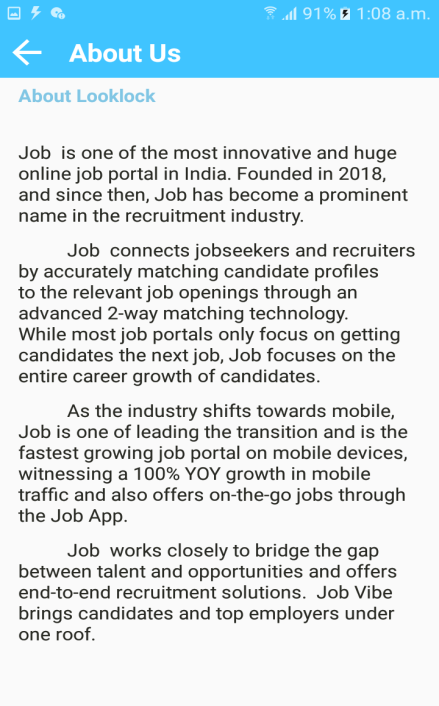 91% 1:08 a.m.
About Us
About Looklock
Job  is one of the most innovative and huge
online job portal in India. Founded in 2018,
and since then, Job has become a prominent
name in the recruitment industry.
Job  connects jobseekers and recruiters
by accurately matching candidate profiles
to the relevant job openings through an
advanced 2-way matching technology.
While most job portals only focus on getting
candidates the next job, Job focuses on the
entire career growth of candidates.
As the industry shifts towards mobile,
Job is one of leading the transition and is the
fastest growing job portal on mobile devices,
witnessing a 100% YOY growth in mobile
traffic and also offers on-the-go jobs through
the Job App.
Job  works closely to bridge the gap
between talent and opportunities and offers
end-to-end recruitment solutions.  Job Vibe
brings candidates and top employers under
one roof.